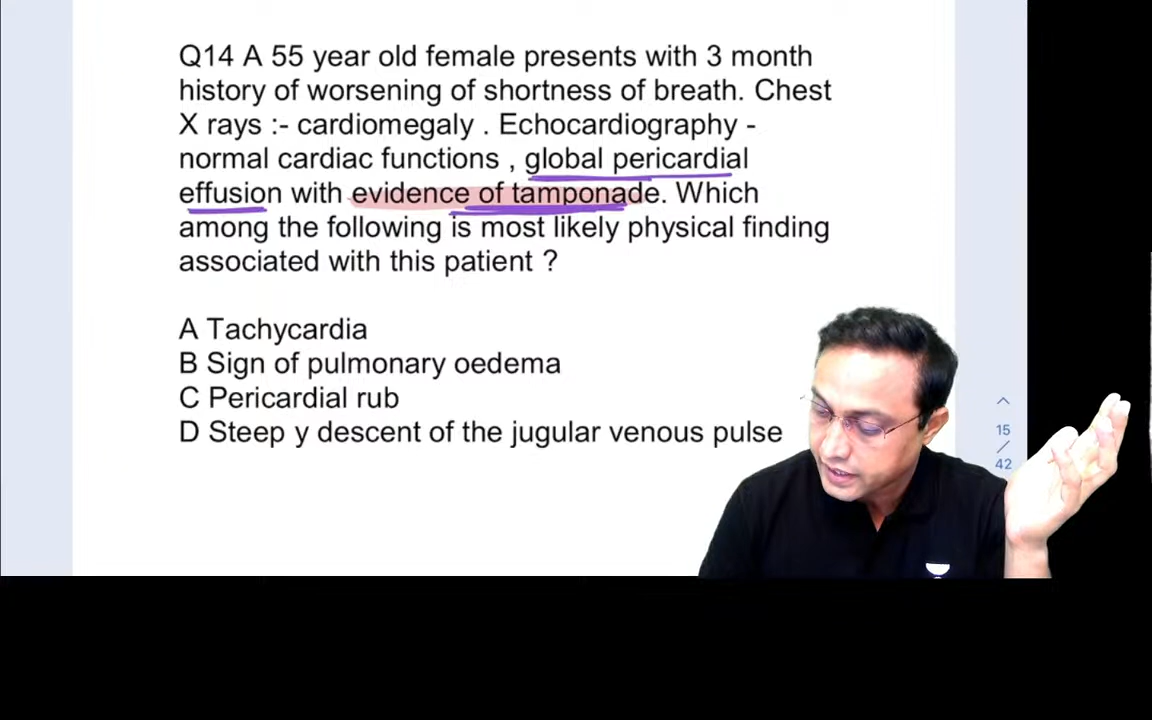 Q14 A 55 year old female presents with 3 month
history of worsening of shortness of breath. Chest
X rays :- cardiomegaly . Echocardiography -
normal cardiac functions , global pericardial
effusion with evidence of tamponade. Which
among the following is most likely physical finding
associated with this patient ?
A Tachycardia
B Sign of pulmonary oedema
C Pericardial rub
D Steep y descent of the jugular venous pulse
15
/
42